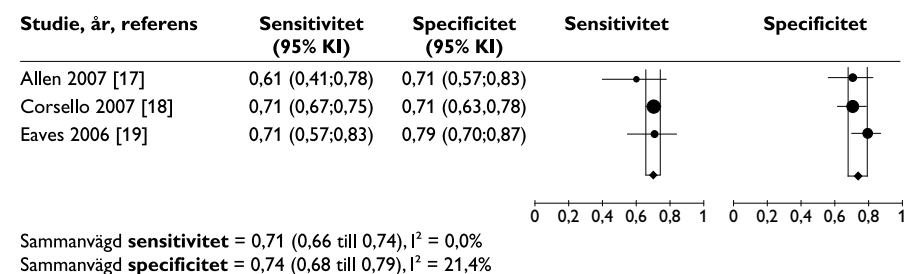 Studie, år, referens Sensitivitet Specificitet Sensitivitet Specificitet
(95% KI) (95% KI)
Allen 2007 [17] 0,61 (0,41;0,78) 0,71 (0,57;0,83)
Corsello 2007 [18] 0,71 (0,67;0,75) 0,71 (0,63,0,78)
Eaves 2006 [19] 0,71 (0,57;0,83) 0,79 (0,70;0,87)
0 0,2 0,4 0,6 0,8 1 0 0,2 0,4 0,6 0,8 1
Sammanvägd sensitivitet = 0,71 (0,66 till 0,74), I² = 0,0%
Sammanvägd specificitet = 0,74 (0,68 till 0,79), I² = 21,4%